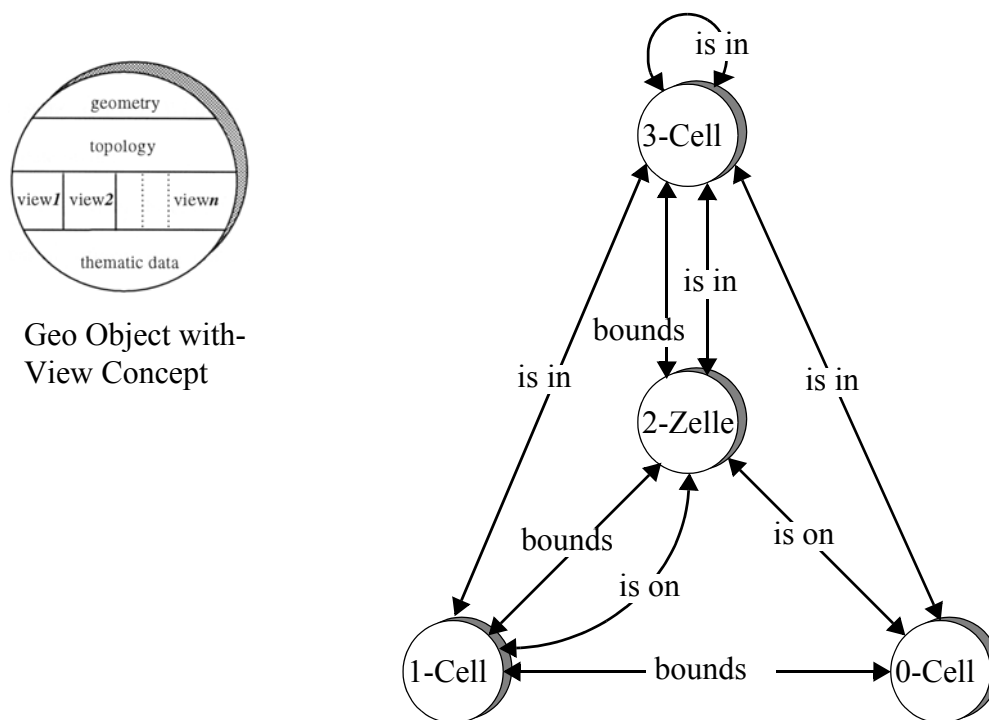 geometry
topology
view1 view2 viewn
thematic data
Geo Object with-
View Concept
is in
3-Cell
is in
bounds
is in
is in
2-Zelle
bounds
is on
is on
1-Cell
bounds
0-Cell